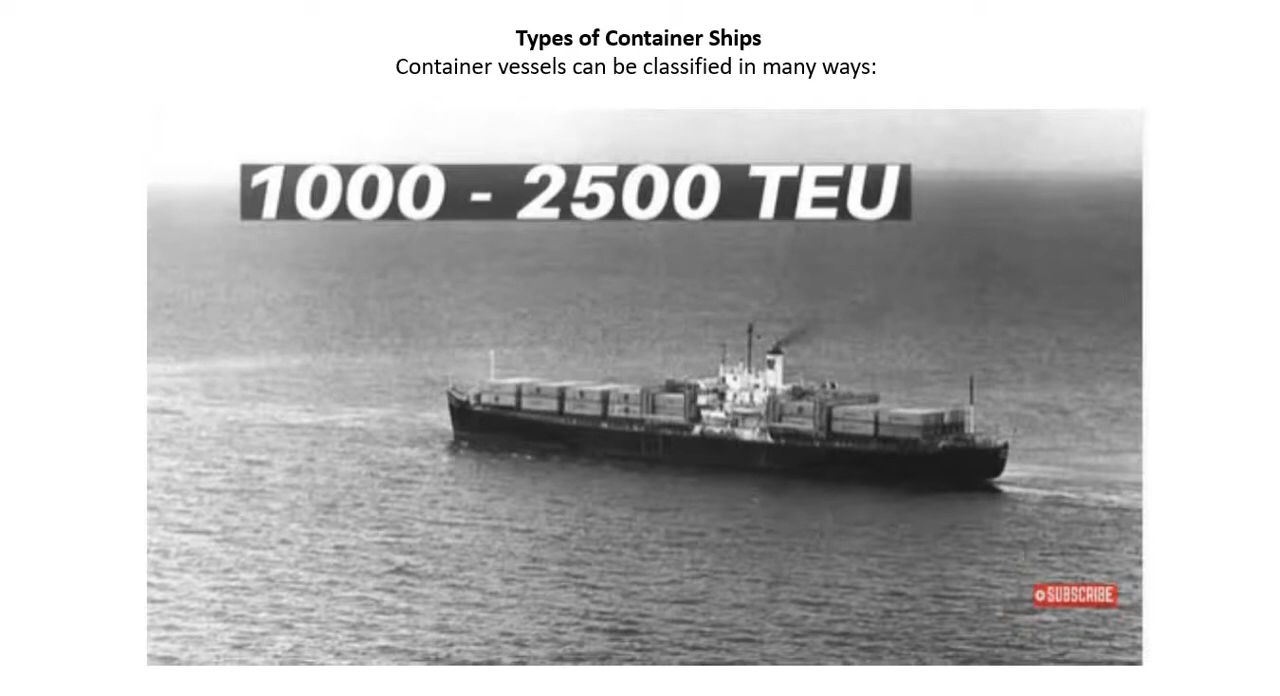 Types of Container Ships
Container vessels can be classified in many ways:
1000 - 2500 TEU
SUBSCRIBE